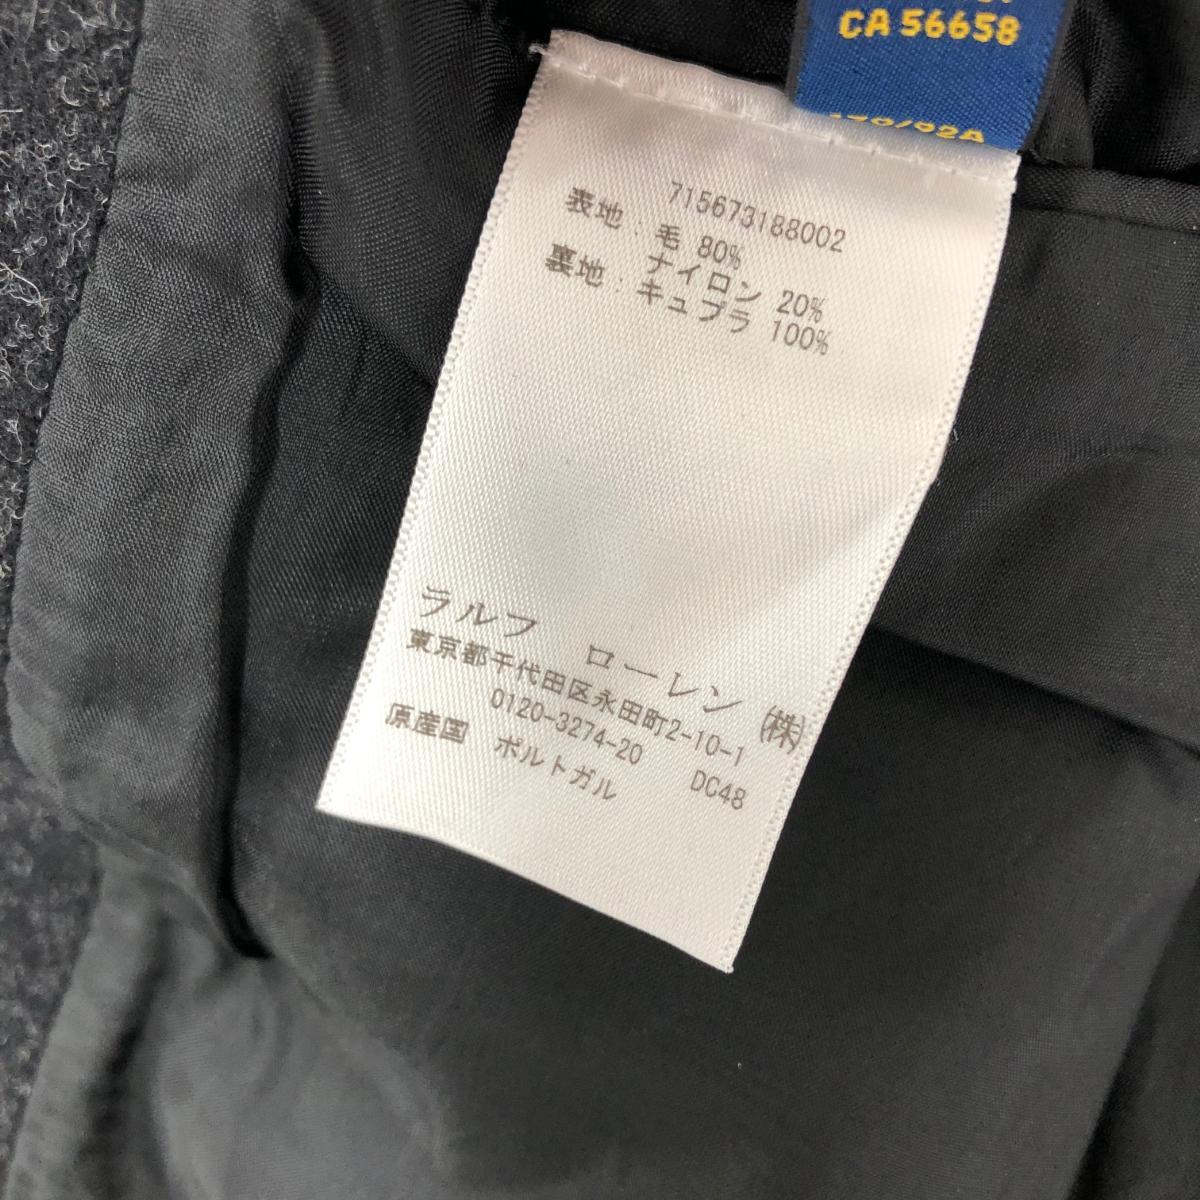 CA 56658
715673188002
表地：毛 80%
ナイロン 20%
裏地：キュプラ 100%
ラルフ ローレン ㈱
東京都千代田区永田町2-10-1
0120-3274-20 DC48
原産国 ポルトガル